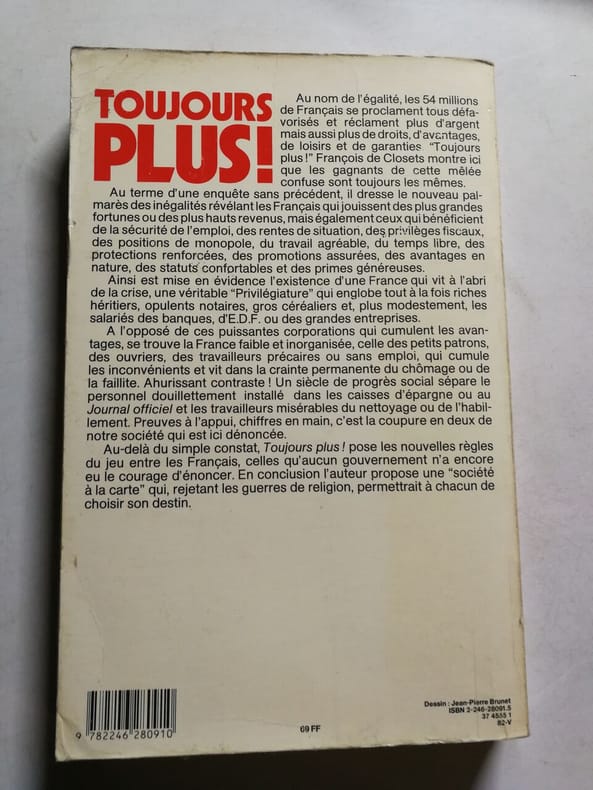 TOUJOURS
PLUS!
Au nom de l'égalité, les 54 millions
de Français se proclament tous défa-
vorisés et réclament plus d'argent
mais aussi plus de droits, d'avantages,
de loisirs et de garanties. "Toujours
plus!" François de Closets montre ici
que les gagnants de cette mêlée
confuse sont toujours les mêmes.
Au terme d'une enquête sans précédent, il dresse le nouveau pal-
marès des inégalités révélant les Français qui jouissent des plus grandes
fortunes ou des plus hauts revenus, mais également ceux qui bénéficient
de la sécurité de l'emploi, des rentes de situation, des privilèges fiscaux,
des positions de monopole, du travail agréable, du temps libre, des
protections renforcées, des promotions assurées, des avantages en
nature, des statuts confortables et des primes généreuses.
Ainsi est mise en évidence l'existence d'une France qui vit à l'abri
de la crise, une véritable "Privilégiature" qui englobe tout à la fois riches
héritiers, opulents notaires, gros céréaliers et, plus modestement, les
salariés des banques, d'E.D.F. ou des grandes entreprises.
A l'opposé de ces puissantes corporations qui cumulent les avan-
tages, se trouve la France faible et inorganisée, celle des petits patrons,
des ouvriers, des travailleurs précaires ou sans emploi, qui cumule
les inconvénients et vit dans la crainte permanente du chômage ou de
la faillite. Ahurissant contraste! Un siècle de progrès social sépare le
personnel douillettement installé dans les caisses d'épargne ou au
Journal officiel et les travailleurs misérables du nettoyage ou de l'habil-
lement. Preuves à l'appui, chiffres en main, c'est la coupure en deux de
notre société qui est ici dénoncée.
Au-delà du simple constat, Toujours plus! pose les nouvelles règles
du jeu entre les Français, celles qu'aucun gouvernement n'a encore
eu le courage d'énoncer. En conclusion l'auteur propose une "société
à la carte" qui, rejetant les guerres de religion, permettrait à chacun de
choisir son destin.
Dessin : Jean-Pierre Brunet
ISBN 2-246-28091.5
37 4555 1
82-V
69 FF
9 782246 280910